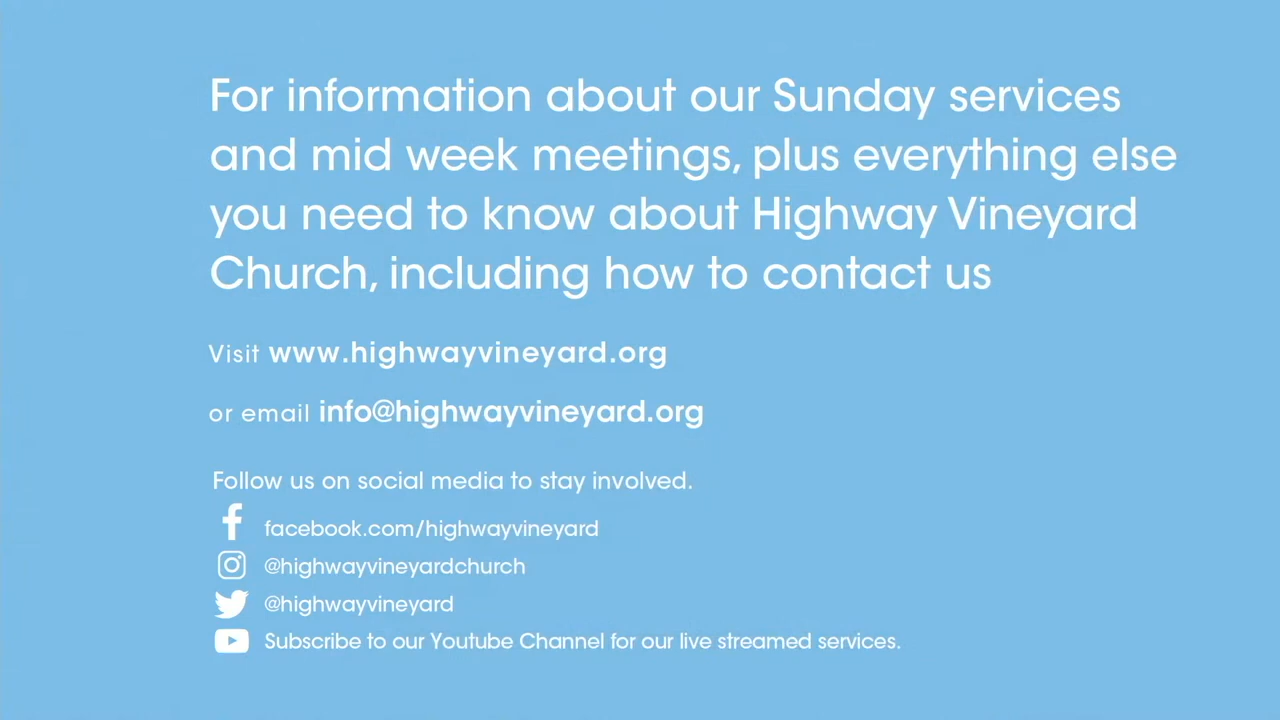 For information about our Sunday services
and mid week meetings, plus everything else
you need to know about Highway Vineyard
Church, including how to contact us
Visit www.highwayvineyard.org
or email info@highwayvineyard.org
Follow us on social media to stay involved.
facebook.com/highwayvineyard
@highwayvineyardchurch
@highwayvineyard
Subscribe to our Youtube Channel for our live streamed services.